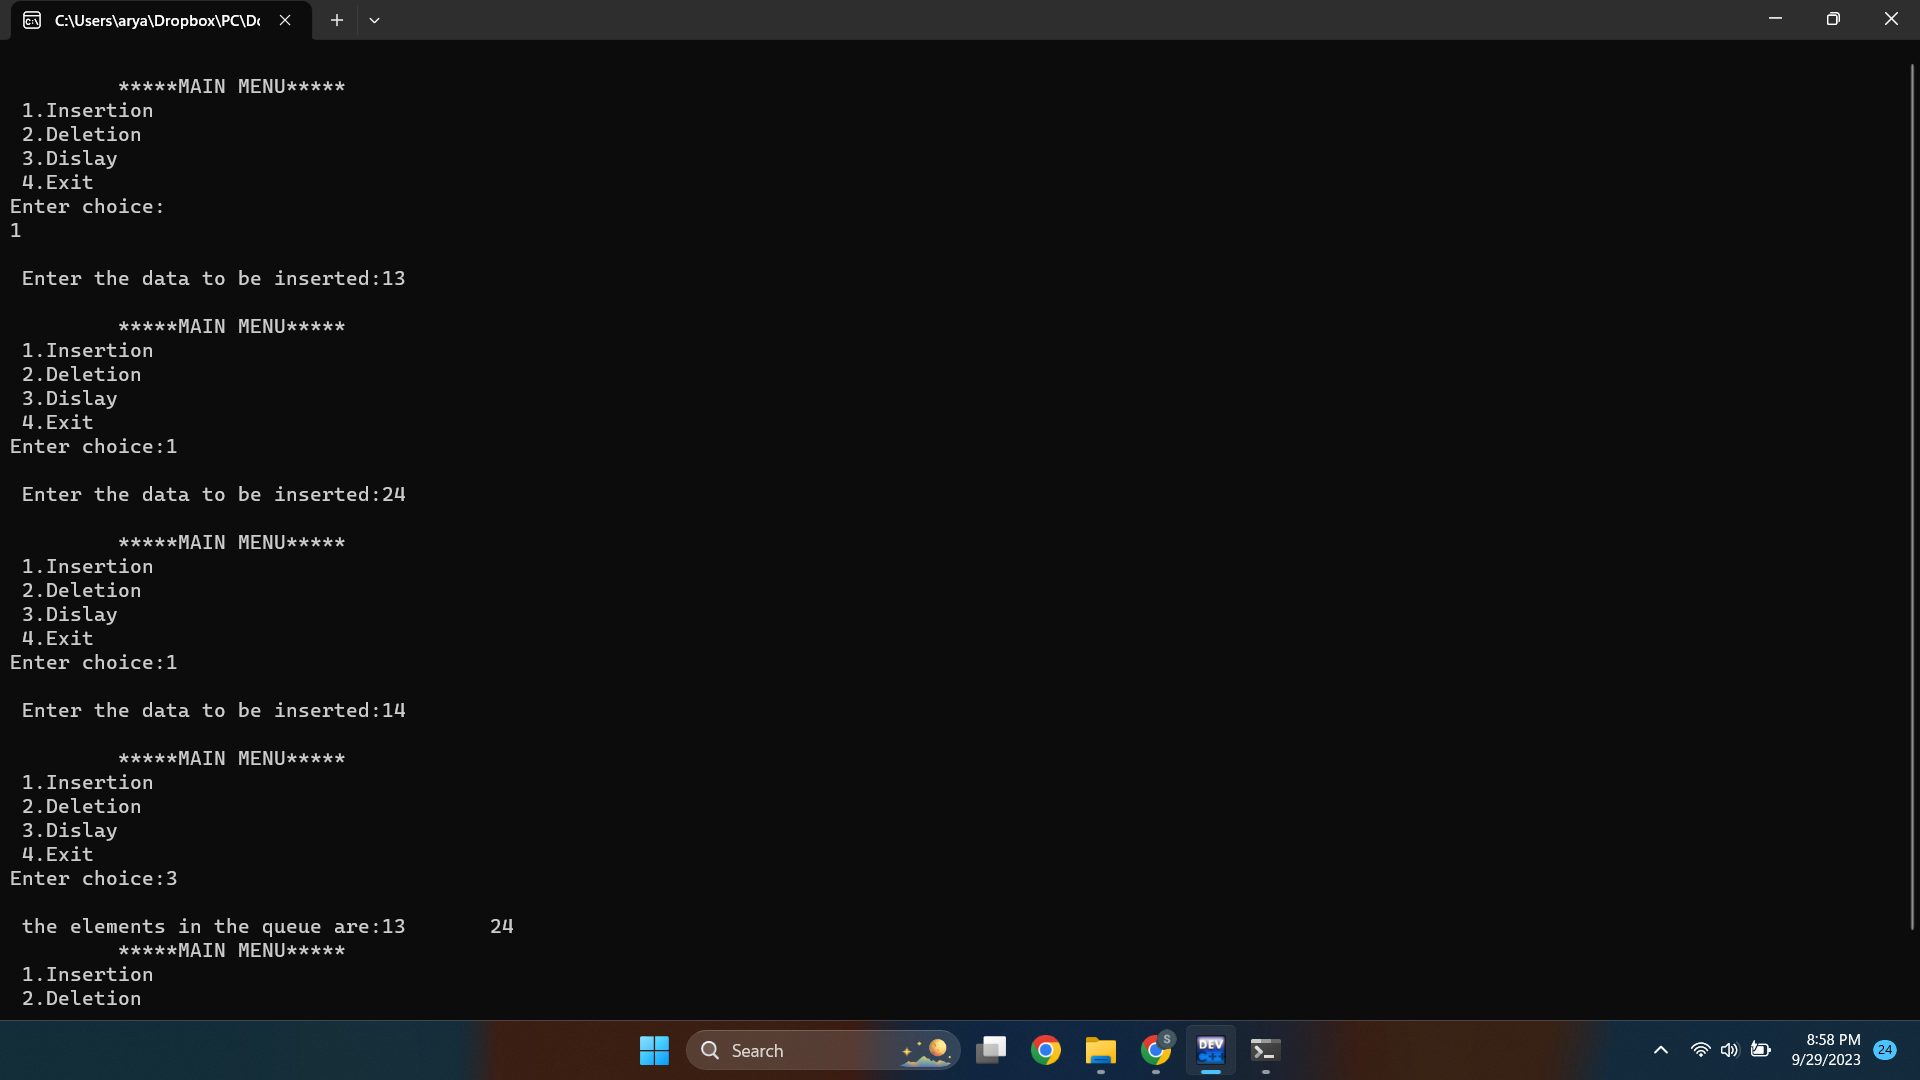 C:\Users\arya\Dropbox\PC\Do
*****MAIN MENU*****
1.Insertion
2.Deletion
3.Dislay
4.Exit
Enter choice:
1
Enter the data to be inserted:13
*****MAIN MENU*****
1.Insertion
2.Deletion
3.Dislay
4.Exit
Enter choice:1
Enter the data to be inserted:24
*****MAIN MENU*****
1.Insertion
2.Deletion
3.Dislay
4.Exit
Enter choice:1
Enter the data to be inserted:14
*****MAIN MENU*****
1.Insertion
2.Deletion
3.Dislay
4.Exit
Enter choice:3
the elements in the queue are:13 24
*****MAIN MENU*****
1.Insertion
2.Deletion
Search
S
DEV
C++
8:58 PM
9/29/2023
24